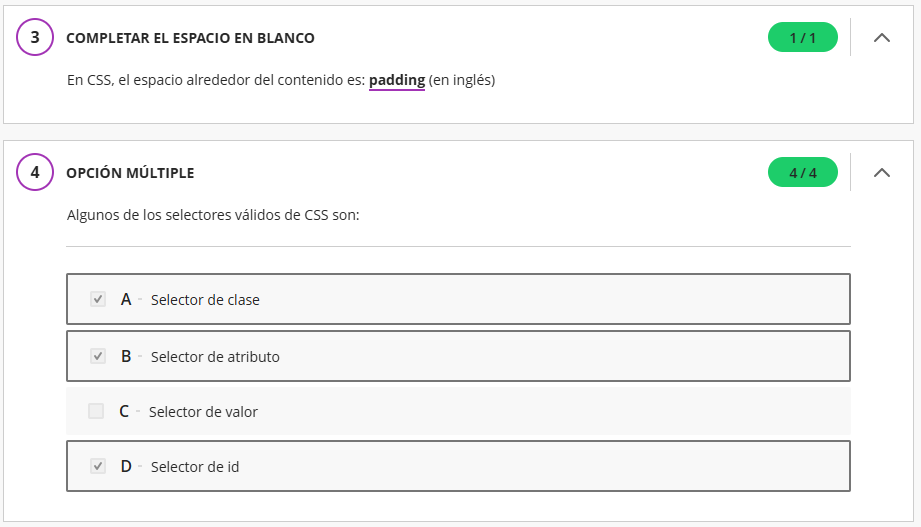 3 COMPLETAR EL ESPACIO EN BLANCO 1 / 1
En CSS, el espacio alrededor del contenido es: padding (en inglés)
4 OPCIÓN MÚLTIPLE 4 / 4
Algunos de los selectores válidos de CSS son:
A - Selector de clase
B - Selector de atributo
C - Selector de valor
D - Selector de id